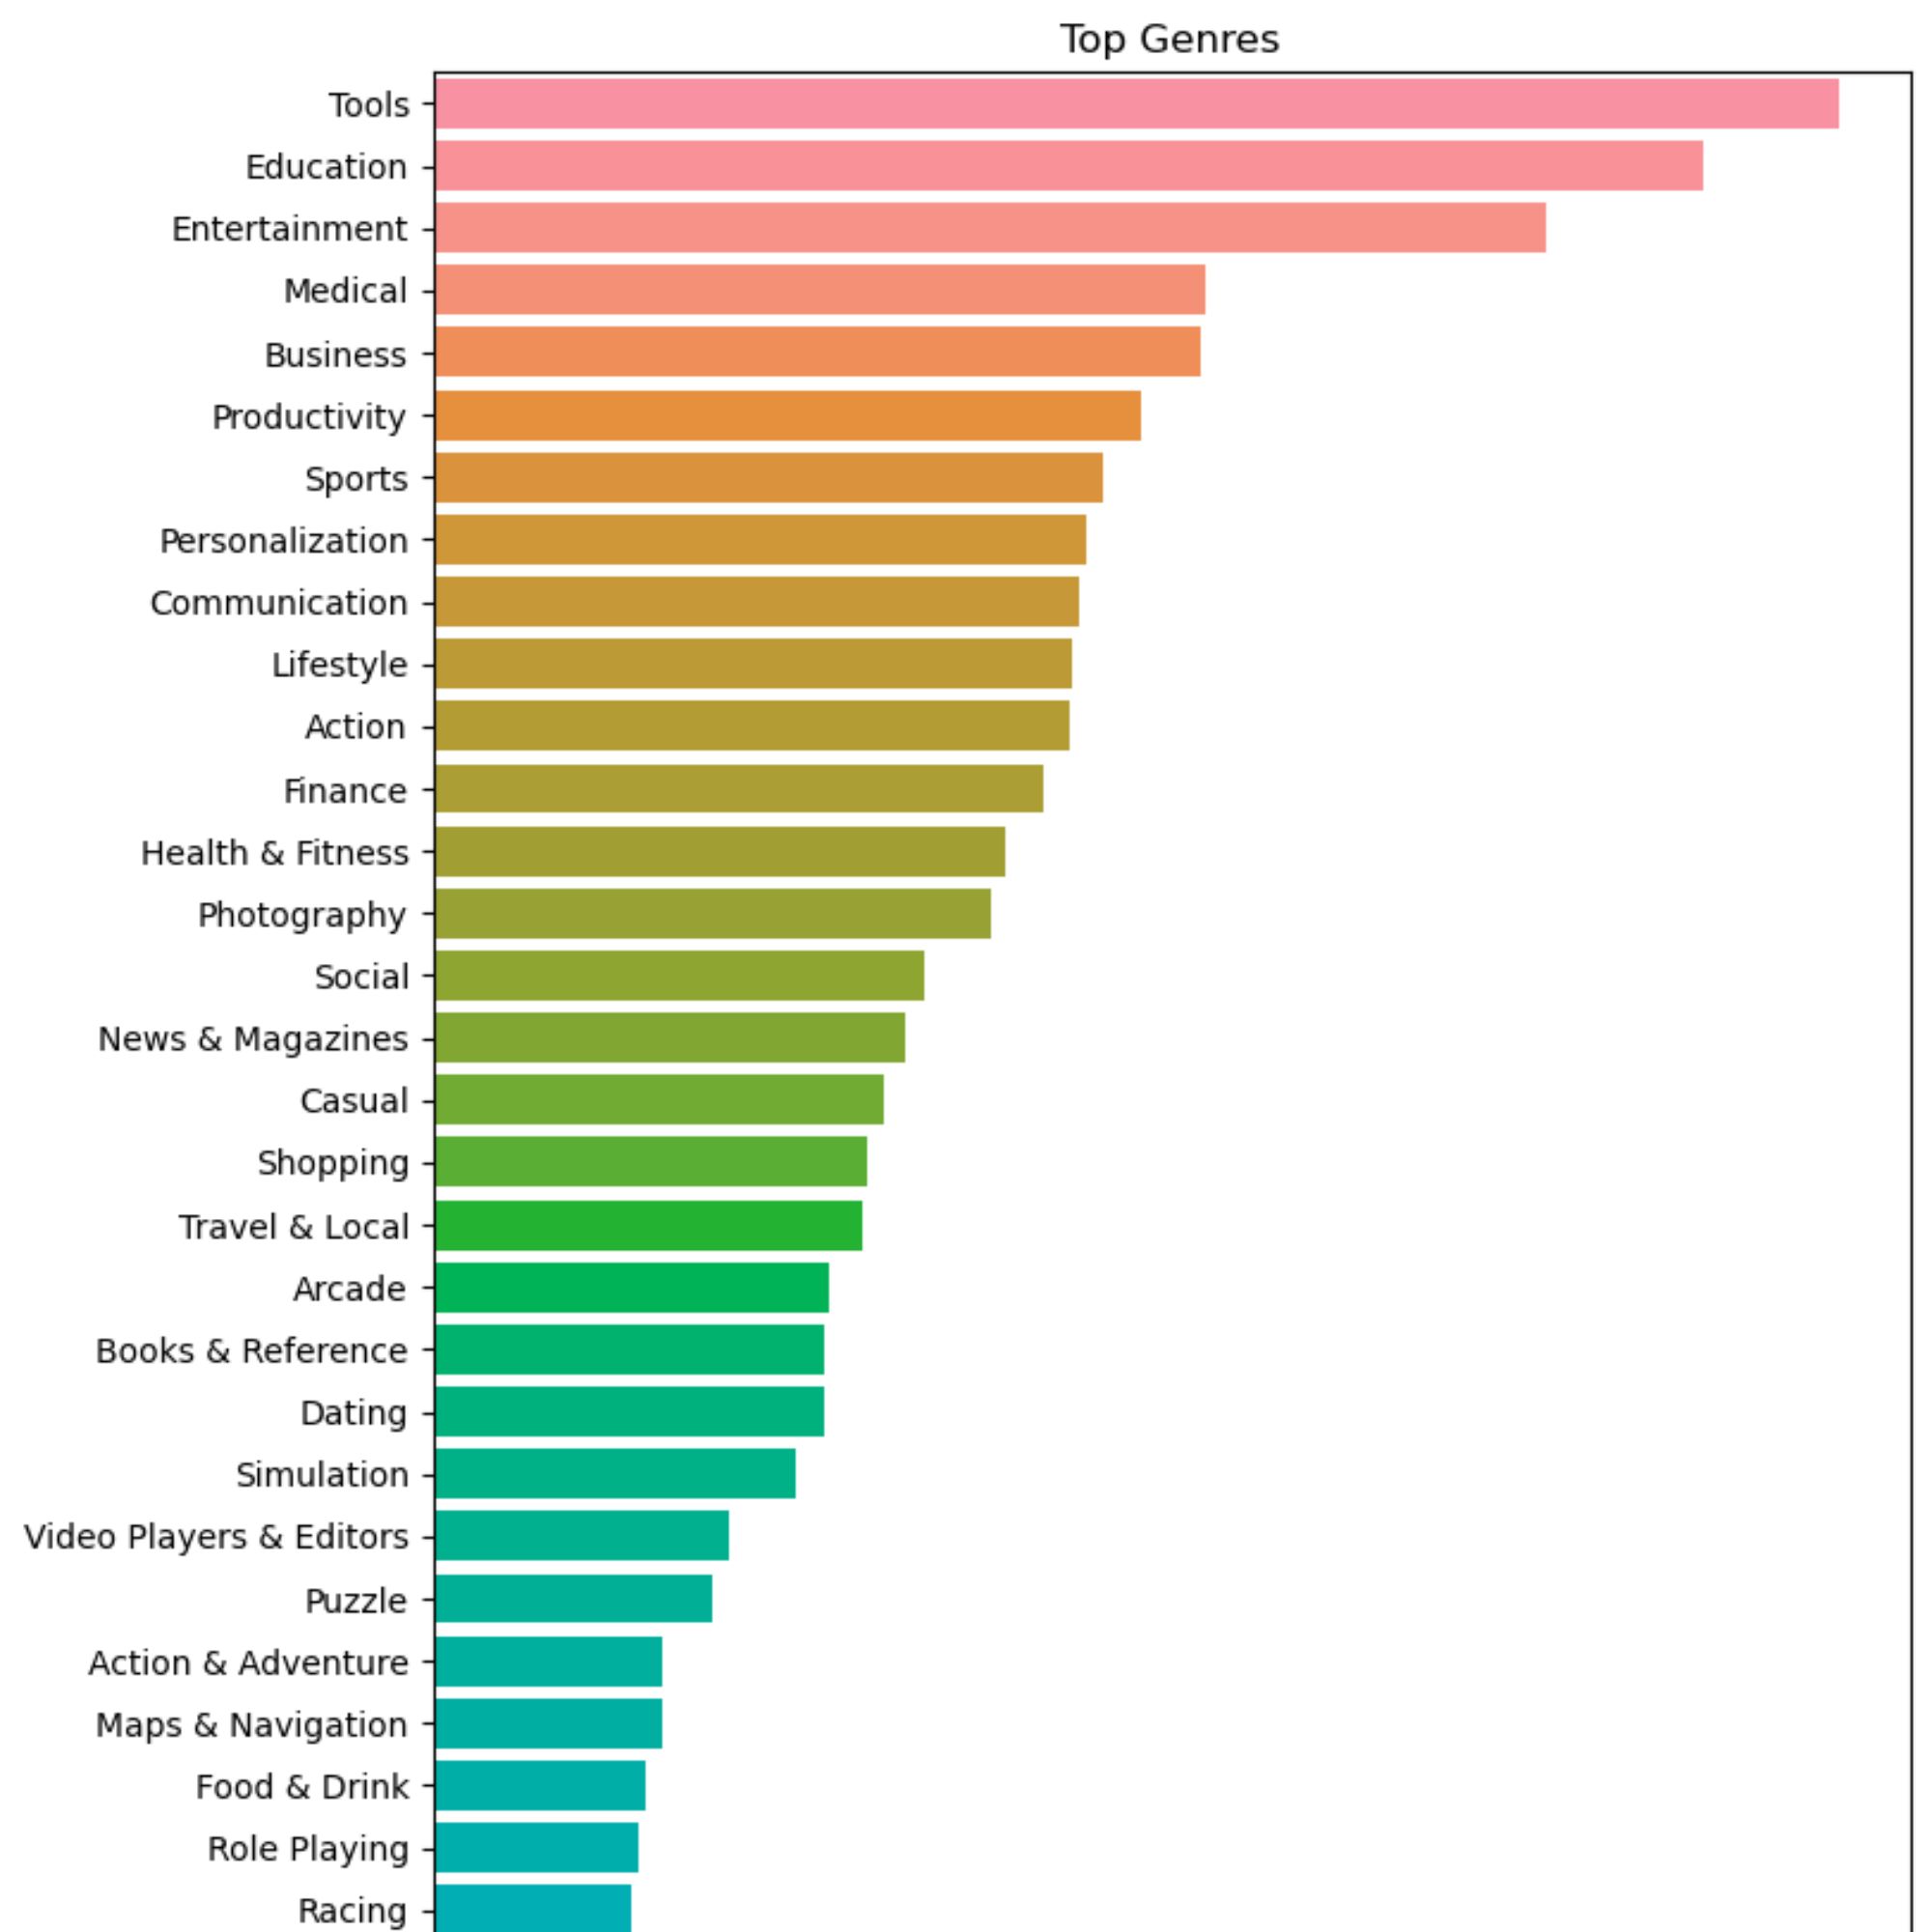 Top Genres
Tools
Education
Entertainment
Medical
Business
Productivity
Sports
Personalization
Communication
Lifestyle
Action
Finance
Health & Fitness
Photography
Social
News & Magazines
Casual
Shopping
Travel & Local
Arcade
Books & Reference
Dating
Simulation
Video Players & Editors
Puzzle
Action & Adventure
Maps & Navigation
Food & Drink
Role Playing
Racing